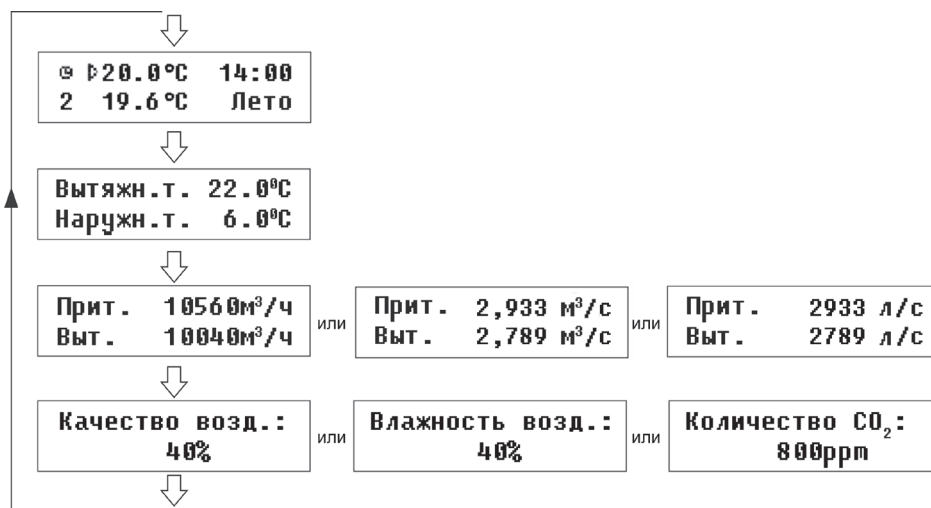 20.0°C 14:00
2 19.6°C Лето
Вытяжн.т. 22.0⁰C
Наружн.т. 6.0⁰C
Прит. 10560м³/ч
Выт. 10040м³/ч
или
Прит. 2,933 м³/с
Выт. 2,789 м³/с
или
Прит. 2933 л/с
Выт. 2789 л/с
Качество возд.:
40%
или
Влажность возд.:
40%
или
Количество CO₂:
800ppm